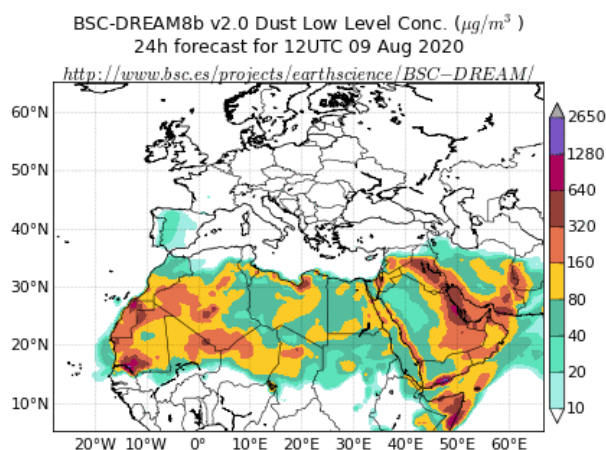 BSC-DREAM8b v2.0 Dust Low Level Conc. (μg/m³ )
24h forecast for 12UTC 09 Aug 2020
http://www.bsc.es/projects/earthscience/BSC−DREAM/
60°N
50°N
40°N
30°N
20°N
10°N
20°W 10°W 0° 10°E 20°E 30°E 40°E 50°E 60°E
2650
1280
640
320
160
80
40
20
10